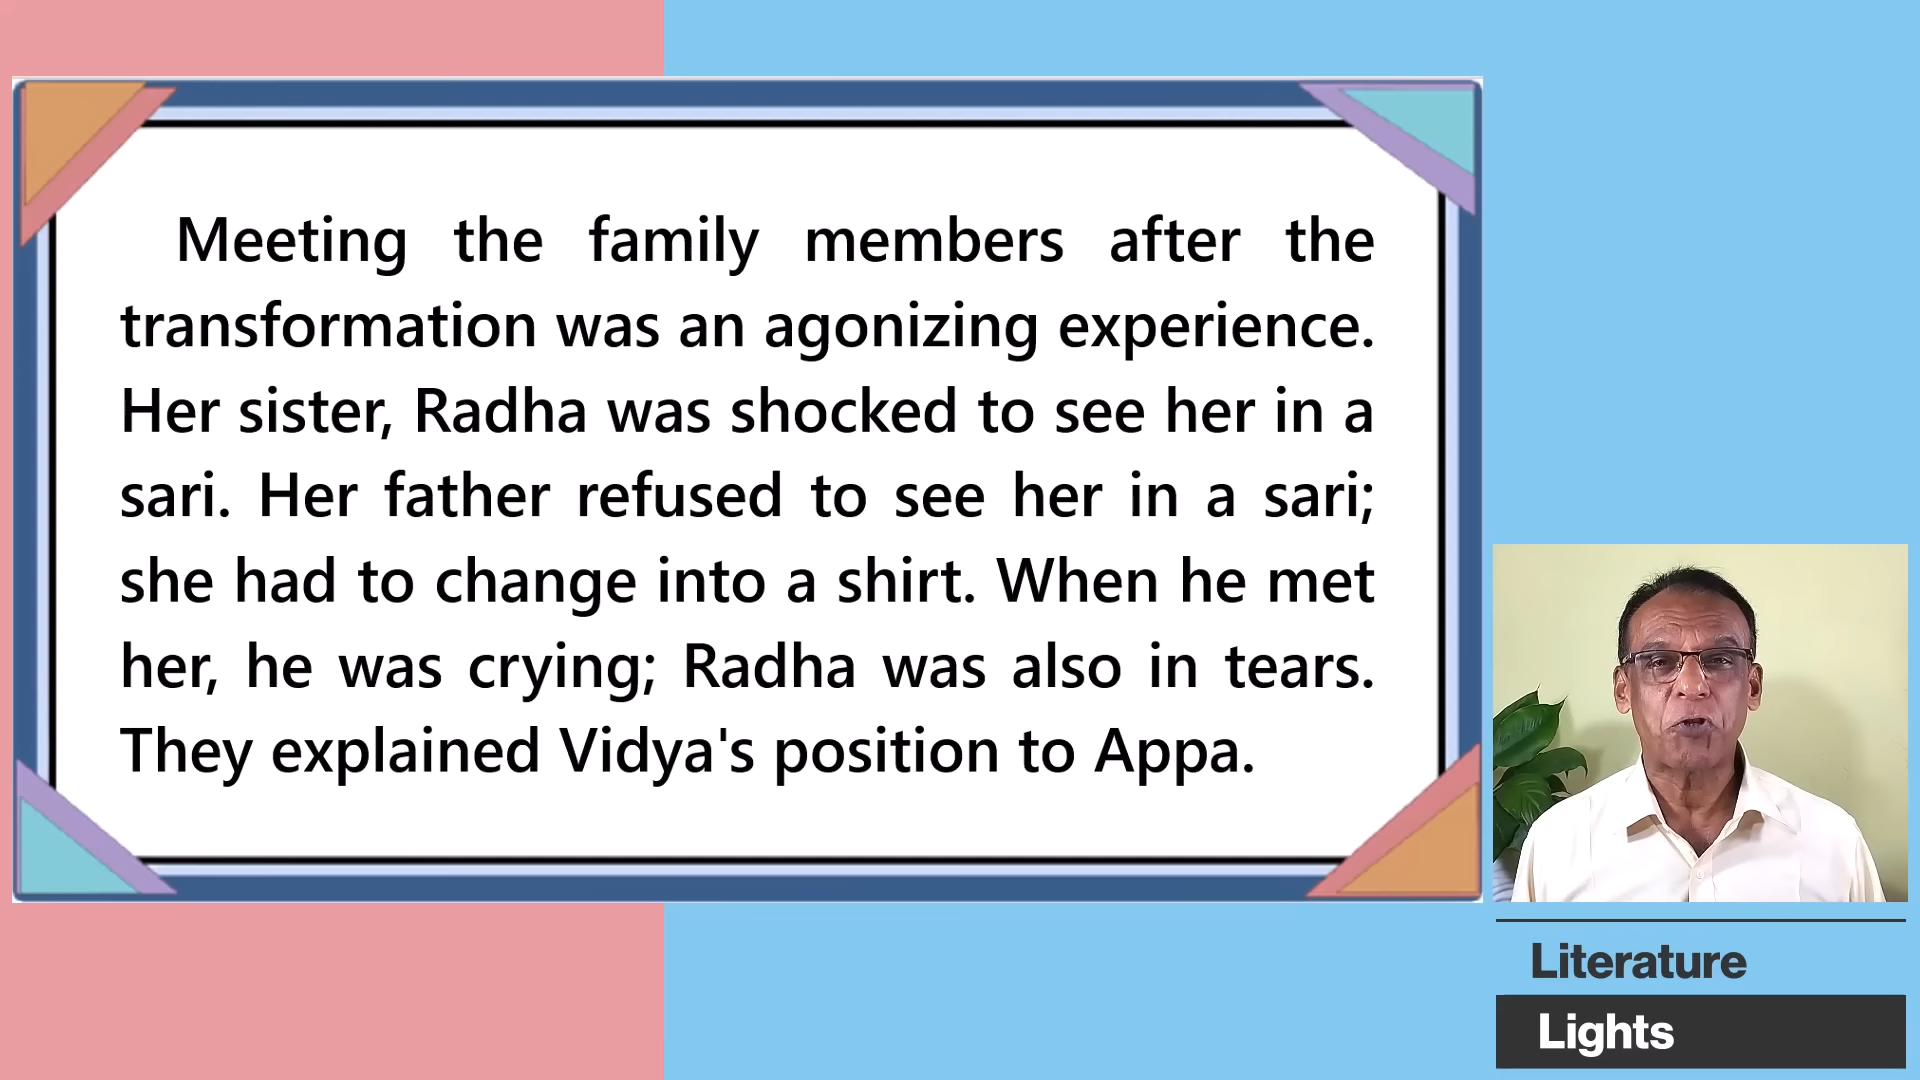 Meeting the family members after the
transformation was an agonizing experience.
Her sister, Radha was shocked to see her in a
sari. Her father refused to see her in a sari;
she had to change into a shirt. When he met
her, he was crying; Radha was also in tears.
They explained Vidya's position to Appa.
Literature
Lights